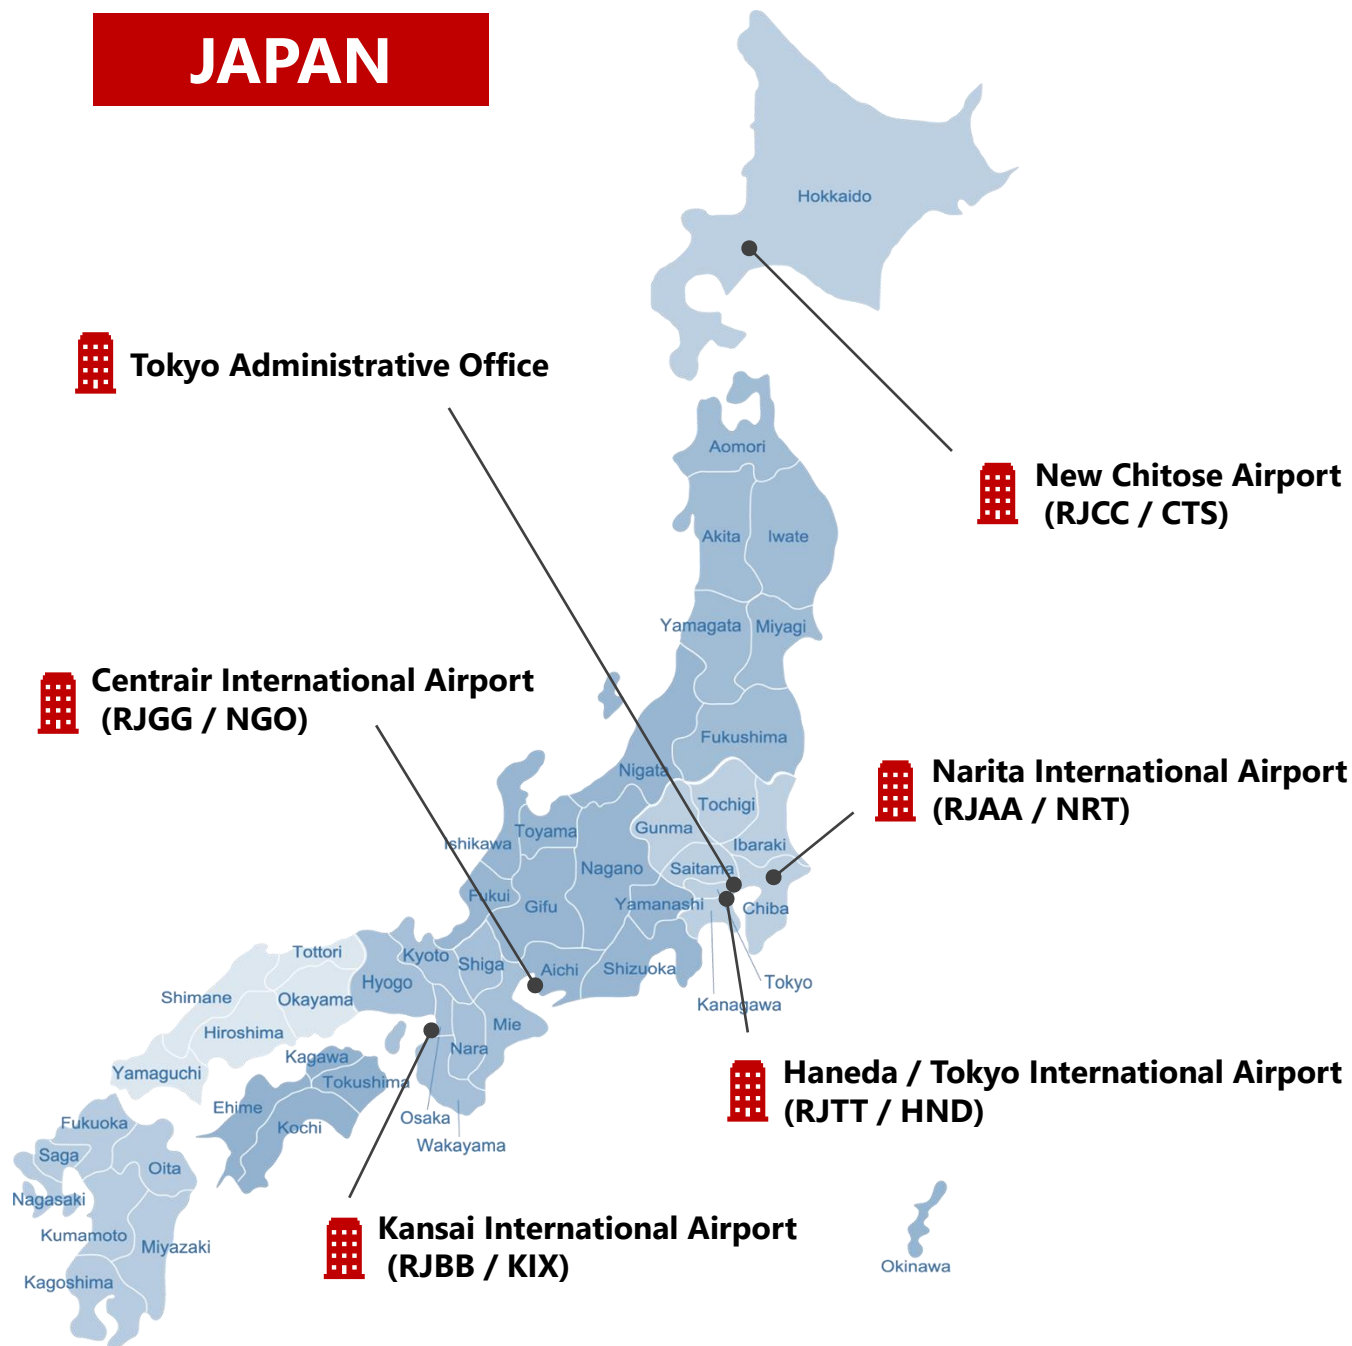 JAPAN
Hokkaido
Tokyo Administrative Office
Aomori
New Chitose Airport
(RJCC / CTS)
Akita
Iwate
Yamagata
Miyagi
Centrair International Airport
(RJGG / NGO)
Fukushima
Nigata
Narita International Airport
(RJAA / NRT)
Tochigi
Gunma
Toyama
Ishikawa
Ibaraki
Nagano
Saitama
Fukui
Gifu
Yamanashi
Chiba
Tottori
Kyoto
Shiga
Aichi
Shizuoka
Hyogo
Tokyo
Shimane
Okayama
Kanagawa
Hiroshima
Mie
Nara
Kagawa
Yamaguchi
Tokushima
Haneda / Tokyo International Airport
(RJTT / HND)
Ehime
Kochi
Osaka
Wakayama
Fukuoka
Saga
Oita
Nagasaki
Kumamoto
Miyazaki
Kansai International Airport
(RJBB / KIX)
Okinawa
Kagoshima